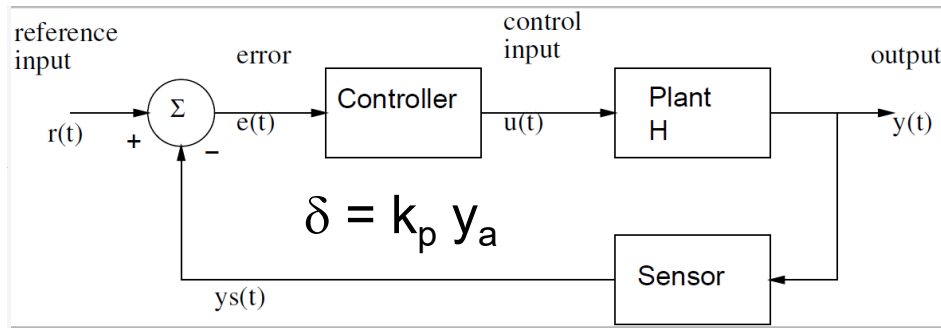 reference
input
error
control
input
output
Controller
Plant
H
Σ
r(t)
+
−
e(t)
u(t)
y(t)
δ = kp ya
Sensor
ys(t)